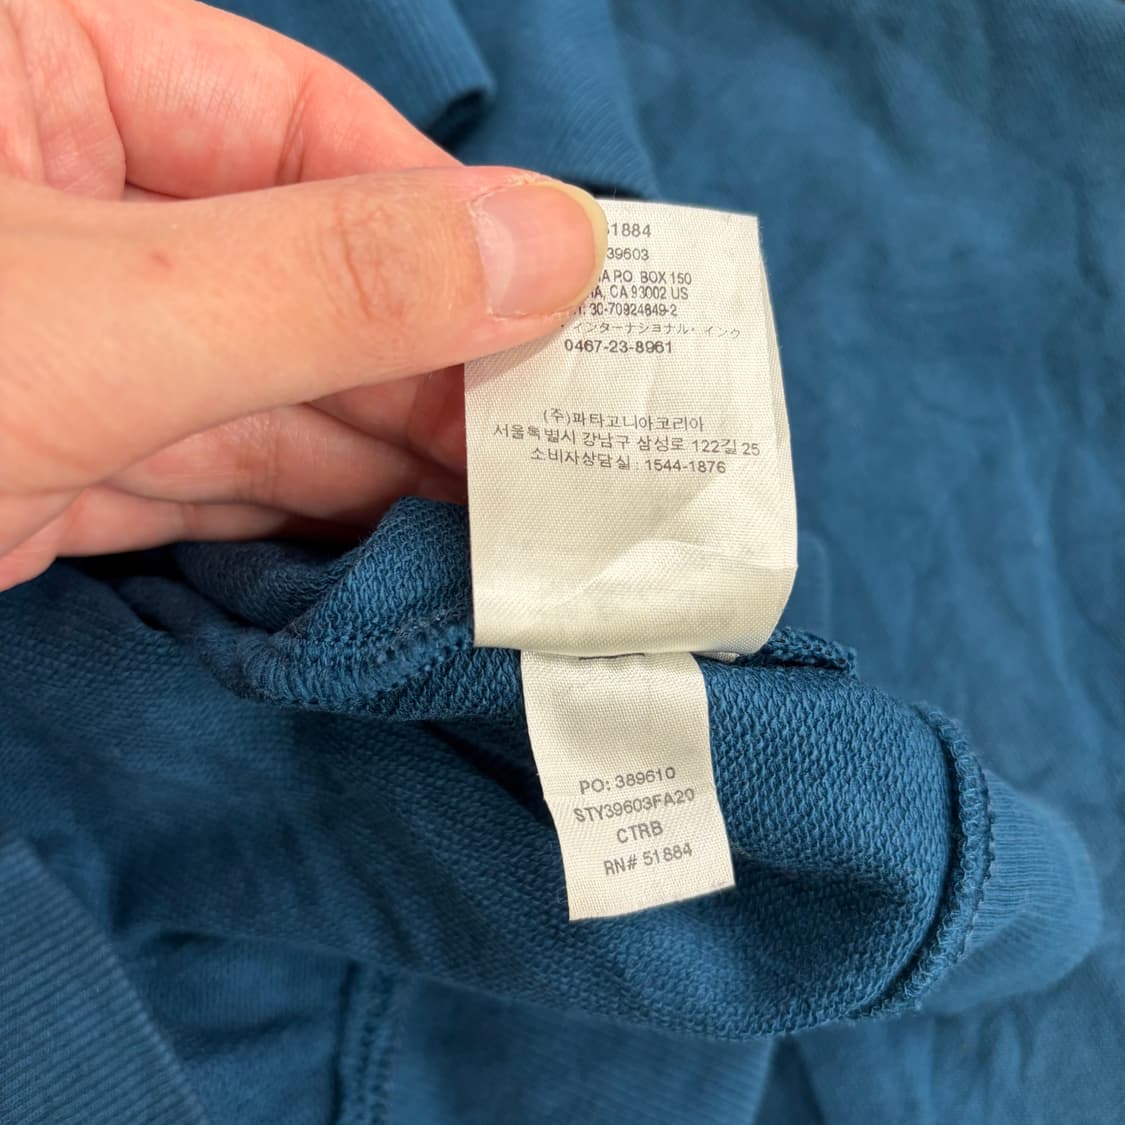 51884
39603
P.O. BOX 150
CA 93002 US
30-70924849-2
インターナショナル・インク
0467-23-8961
(주)파타고니아코리아
서울특별시 강남구 삼성로 122길 25
소비자상담실 : 1544-1876
PO: 389610
STY39603FA20
CTRB
RN# 51884